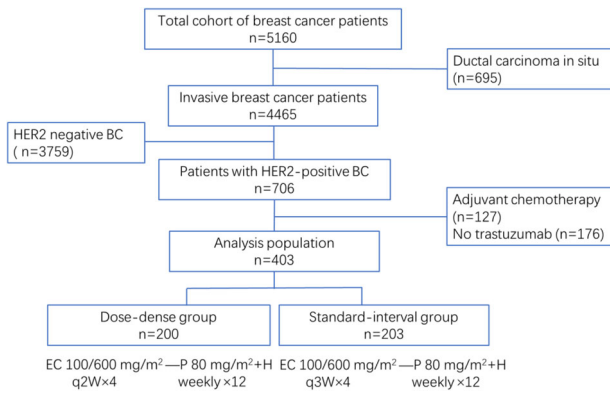 Total cohort of breast cancer patients
n=5160
Ductal carcinoma in situ
(n=695)
Invasive breast cancer patients
n=4465
HER2 negative BC
( n=3759)
Patients with HER2-positive BC
n=706
Adjuvant chemotherapy
(n=127)
No trastuzumab (n=176)
Analysis population
n=403
Dose-dense group
n=200
Standard-interval group
n=203
EC 100/600 mg/m²—P 80 mg/m²+H
q2W×4 weekly×12
EC 100/600 mg/m²—P 80 mg/m²+H
q3W×4 weekly×12